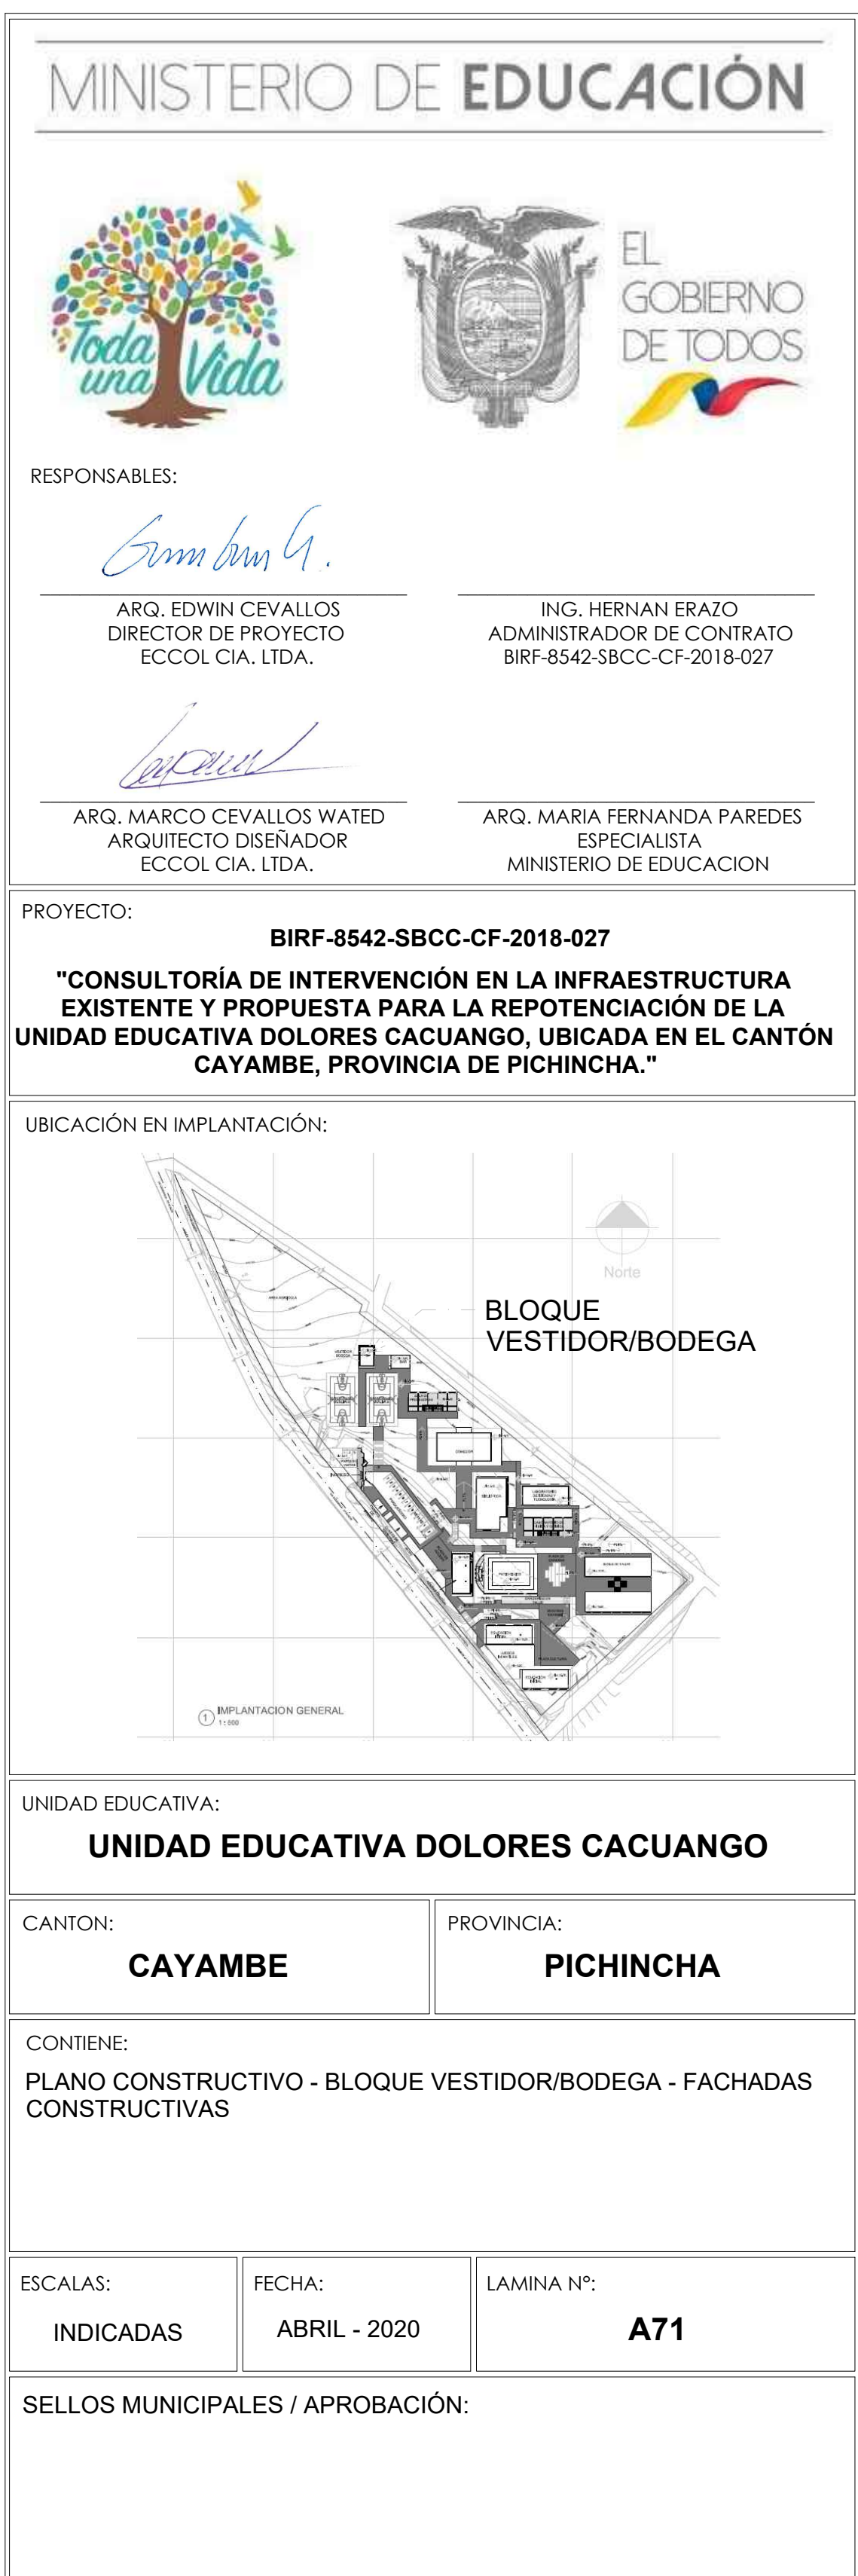 MINISTERIO DE EDUCACIÓN
Toda
una Vida
EL
GOBIERNO
DE TODOS
RESPONSABLES:
ARQ. EDWIN CEVALLOS
DIRECTOR DE PROYECTO
ECCOL CIA. LTDA.
ING. HERNAN ERAZO
ADMINISTRADOR DE CONTRATO
BIRF-8542-SBCC-CF-2018-027
ARQ. MARCO CEVALLOS WATED
ARQUITECTO DISEÑADOR
ECCOL CIA. LTDA.
ARQ. MARIA FERNANDA PAREDES
ESPECIALISTA
MINISTERIO DE EDUCACION
PROYECTO:
BIRF-8542-SBCC-CF-2018-027
"CONSULTORÍA DE INTERVENCIÓN EN LA INFRAESTRUCTURA
EXISTENTE Y PROPUESTA PARA LA REPOTENCIACIÓN DE LA
UNIDAD EDUCATIVA DOLORES CACUANGO, UBICADA EN EL CANTÓN
CAYAMBE, PROVINCIA DE PICHINCHA."
UBICACIÓN EN IMPLANTACIÓN:
Norte
BLOQUE
VESTIDOR/BODEGA
1 IMPLANTACION GENERAL
UNIDAD EDUCATIVA:
UNIDAD EDUCATIVA DOLORES CACUANGO
CANTON:
CAYAMBE
PROVINCIA:
PICHINCHA
CONTIENE:
PLANO CONSTRUCTIVO - BLOQUE VESTIDOR/BODEGA - FACHADAS
CONSTRUCTIVAS
ESCALAS:
INDICADAS
FECHA:
ABRIL - 2020
LAMINA Nº:
A71
SELLOS MUNICIPALES / APROBACIÓN: